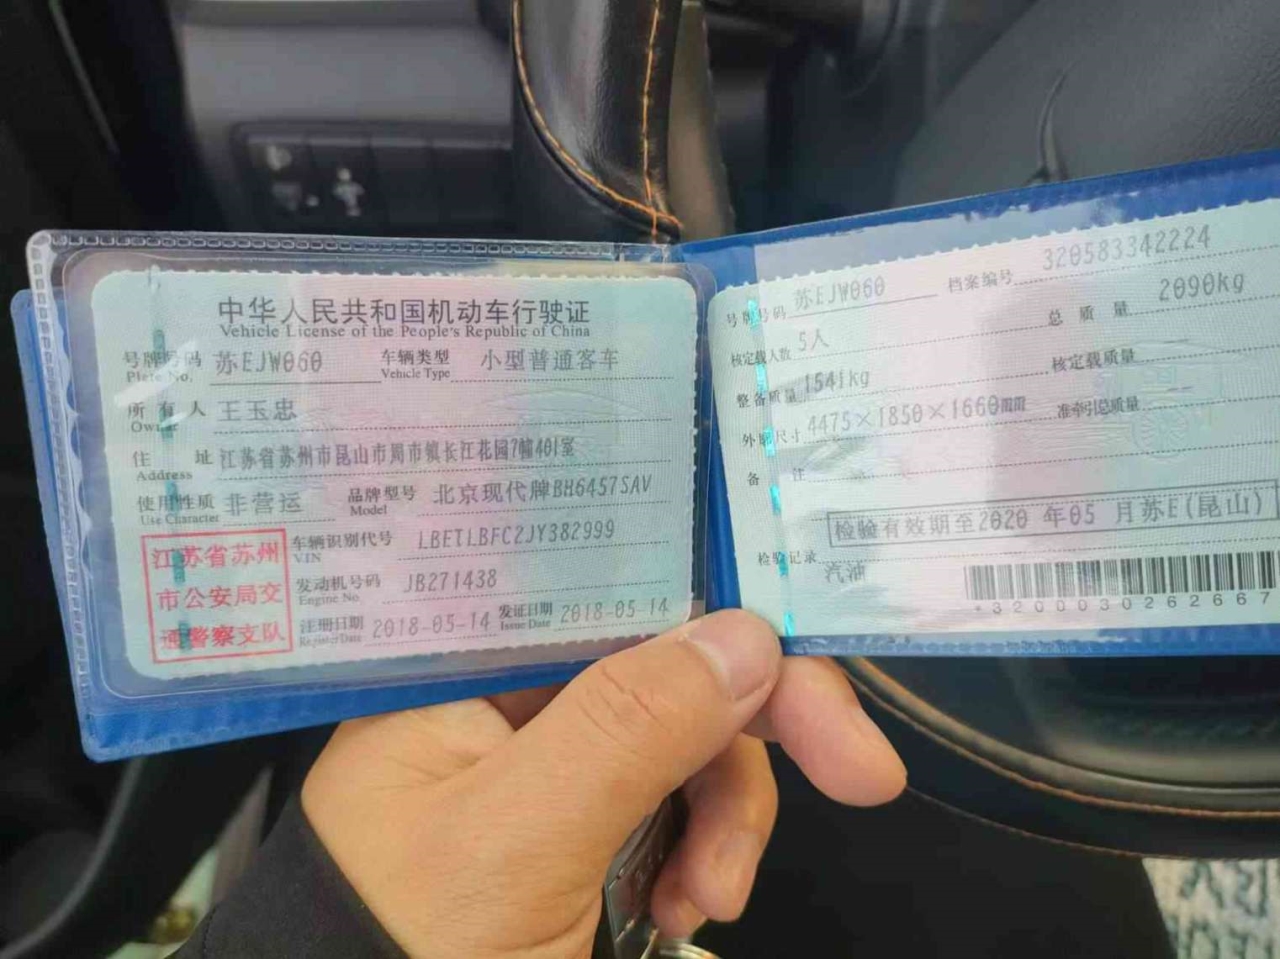 中华人民共和国机动车行驶证
Vehicle License of the People's Republic of China
号牌号码 苏EJW060 车辆类型 小型普通客车
Plate No. Vehicle Type
所有人 王玉忠
Owner
住 址 江苏省苏州市昆山市周市镇长江花园7幢401室
Address
使用性质 非营运 品牌型号 北京现代牌BH6457SAV
Use Character Model
江苏省苏州
市公安局交
通警察支队
车辆识别代号 LBETLBFC2JY382999
VIN
发动机号码 JB271438
Engine No.
注册日期 2018-05-14 发证日期 2018-05-14
Register Date Issue Date
号牌号码 苏EJW060 档案编号 320583342224
核定载人数 5人 总质量 2090kg
整备质量 1541kg 核定载质量
外廓尺寸 4475×1850×1660mm 准牵引总质量
备 注
检验有效期至2020年05月苏E(昆山)
检验记录
汽油
*3200030262667